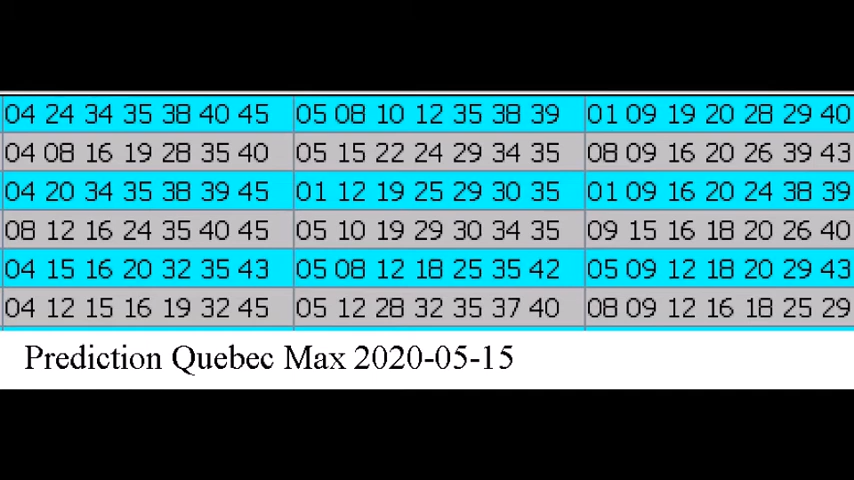 04 24 34 35 38 40 45 05 08 10 12 35 38 39 01 09 19 20 28 29 40
04 08 16 19 28 35 40 05 15 22 24 29 34 35 08 09 16 20 26 39 43
04 20 34 35 38 39 45 01 12 19 25 29 30 35 01 09 16 20 24 38 39
08 12 16 24 35 40 45 05 10 19 29 30 34 35 09 15 16 18 20 26 40
04 15 16 20 32 35 43 05 08 12 18 25 35 42 05 09 12 18 20 29 43
04 12 15 16 19 32 45 05 12 28 32 35 37 40 08 09 12 16 18 25 29
Prediction Quebec Max 2020-05-15